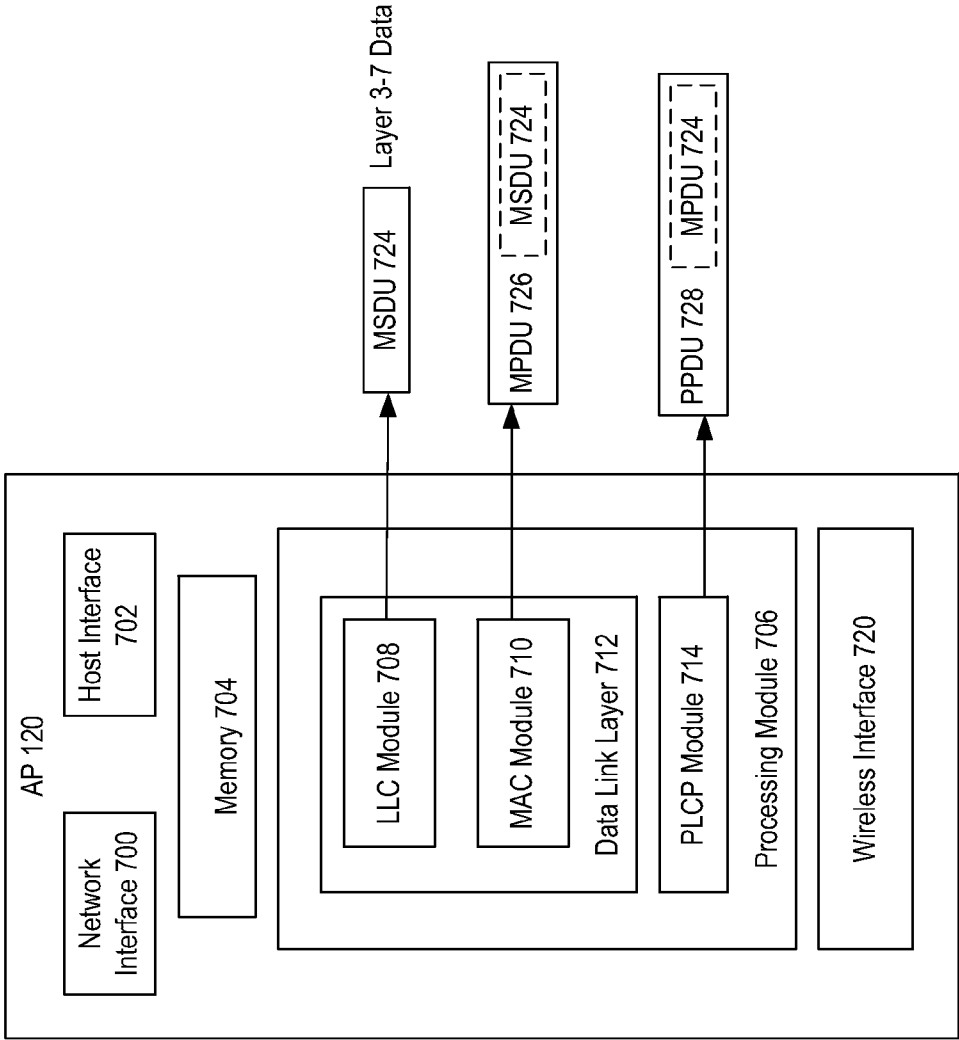 AP 120
Network
Interface 700
Host Interface
702
Memory 704
LLC Module 708
MAC Module 710
Data Link Layer 712
PLCP Module 714
Processing Module 706
Wireless Interface 720
MSDU 724
Layer 3-7 Data
MPDU 726
MSDU 724
PPDU 728
MPDU 724